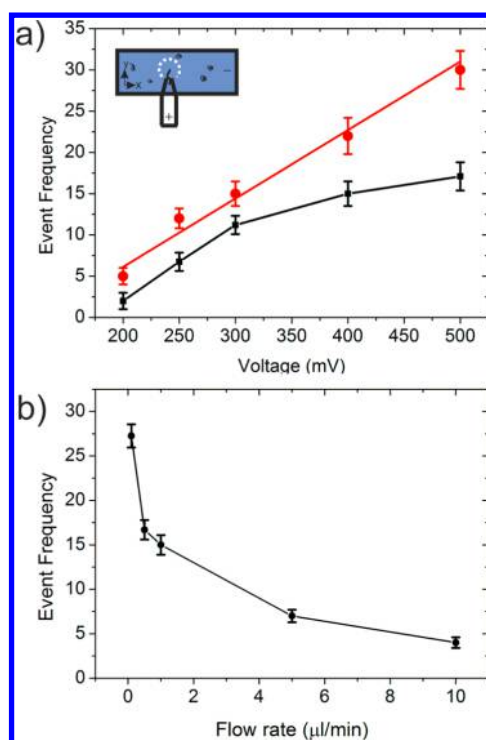 a)
y
x
−
+
Event Frequency
35
30
25
20
15
10
5
0
200 250 300 350 400 450 500
Voltage (mV)
b)
Event Frequency
30
25
20
15
10
5
0
0 2 4 6 8 10
Flow rate (μl/min)